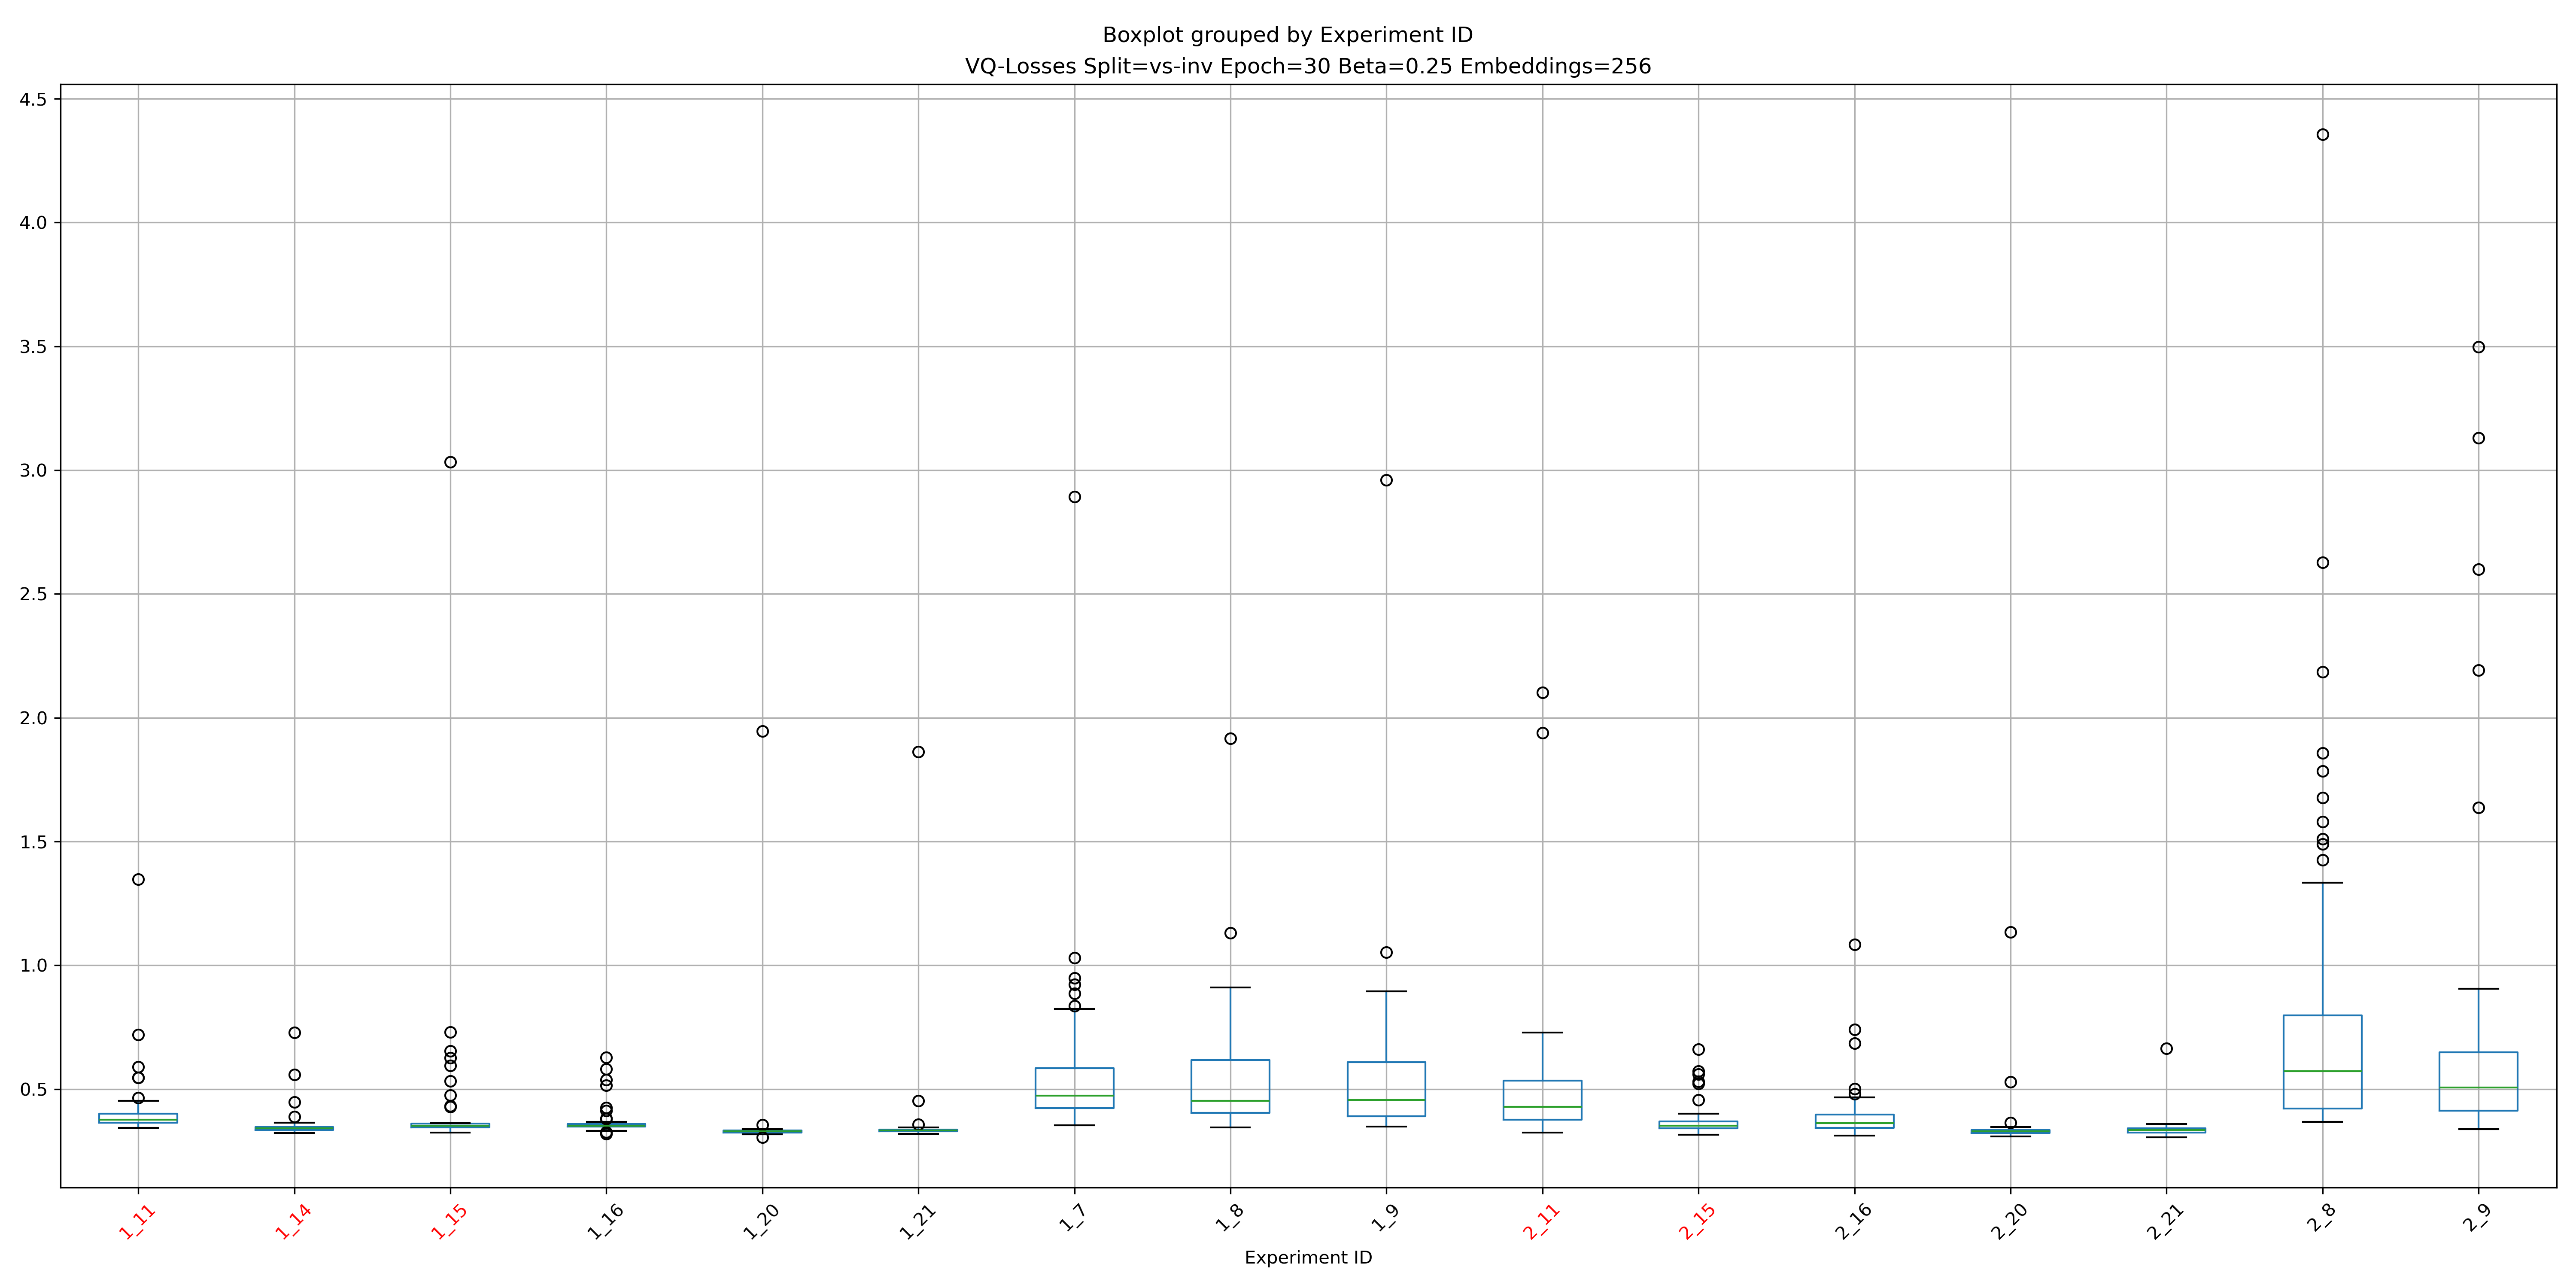 Boxplot grouped by Experiment ID
VQ-Losses Split=vs-inv Epoch=30 Beta=0.25 Embeddings=256
4.5
4.0
3.5
3.0
2.5
2.0
1.5
1.0
0.5
1_11 1_14 1_15 1_16 1_20 1_21 1_7 1_8 1_9 2_11 2_15 2_16 2_20 2_21 2_8 2_9
Experiment ID